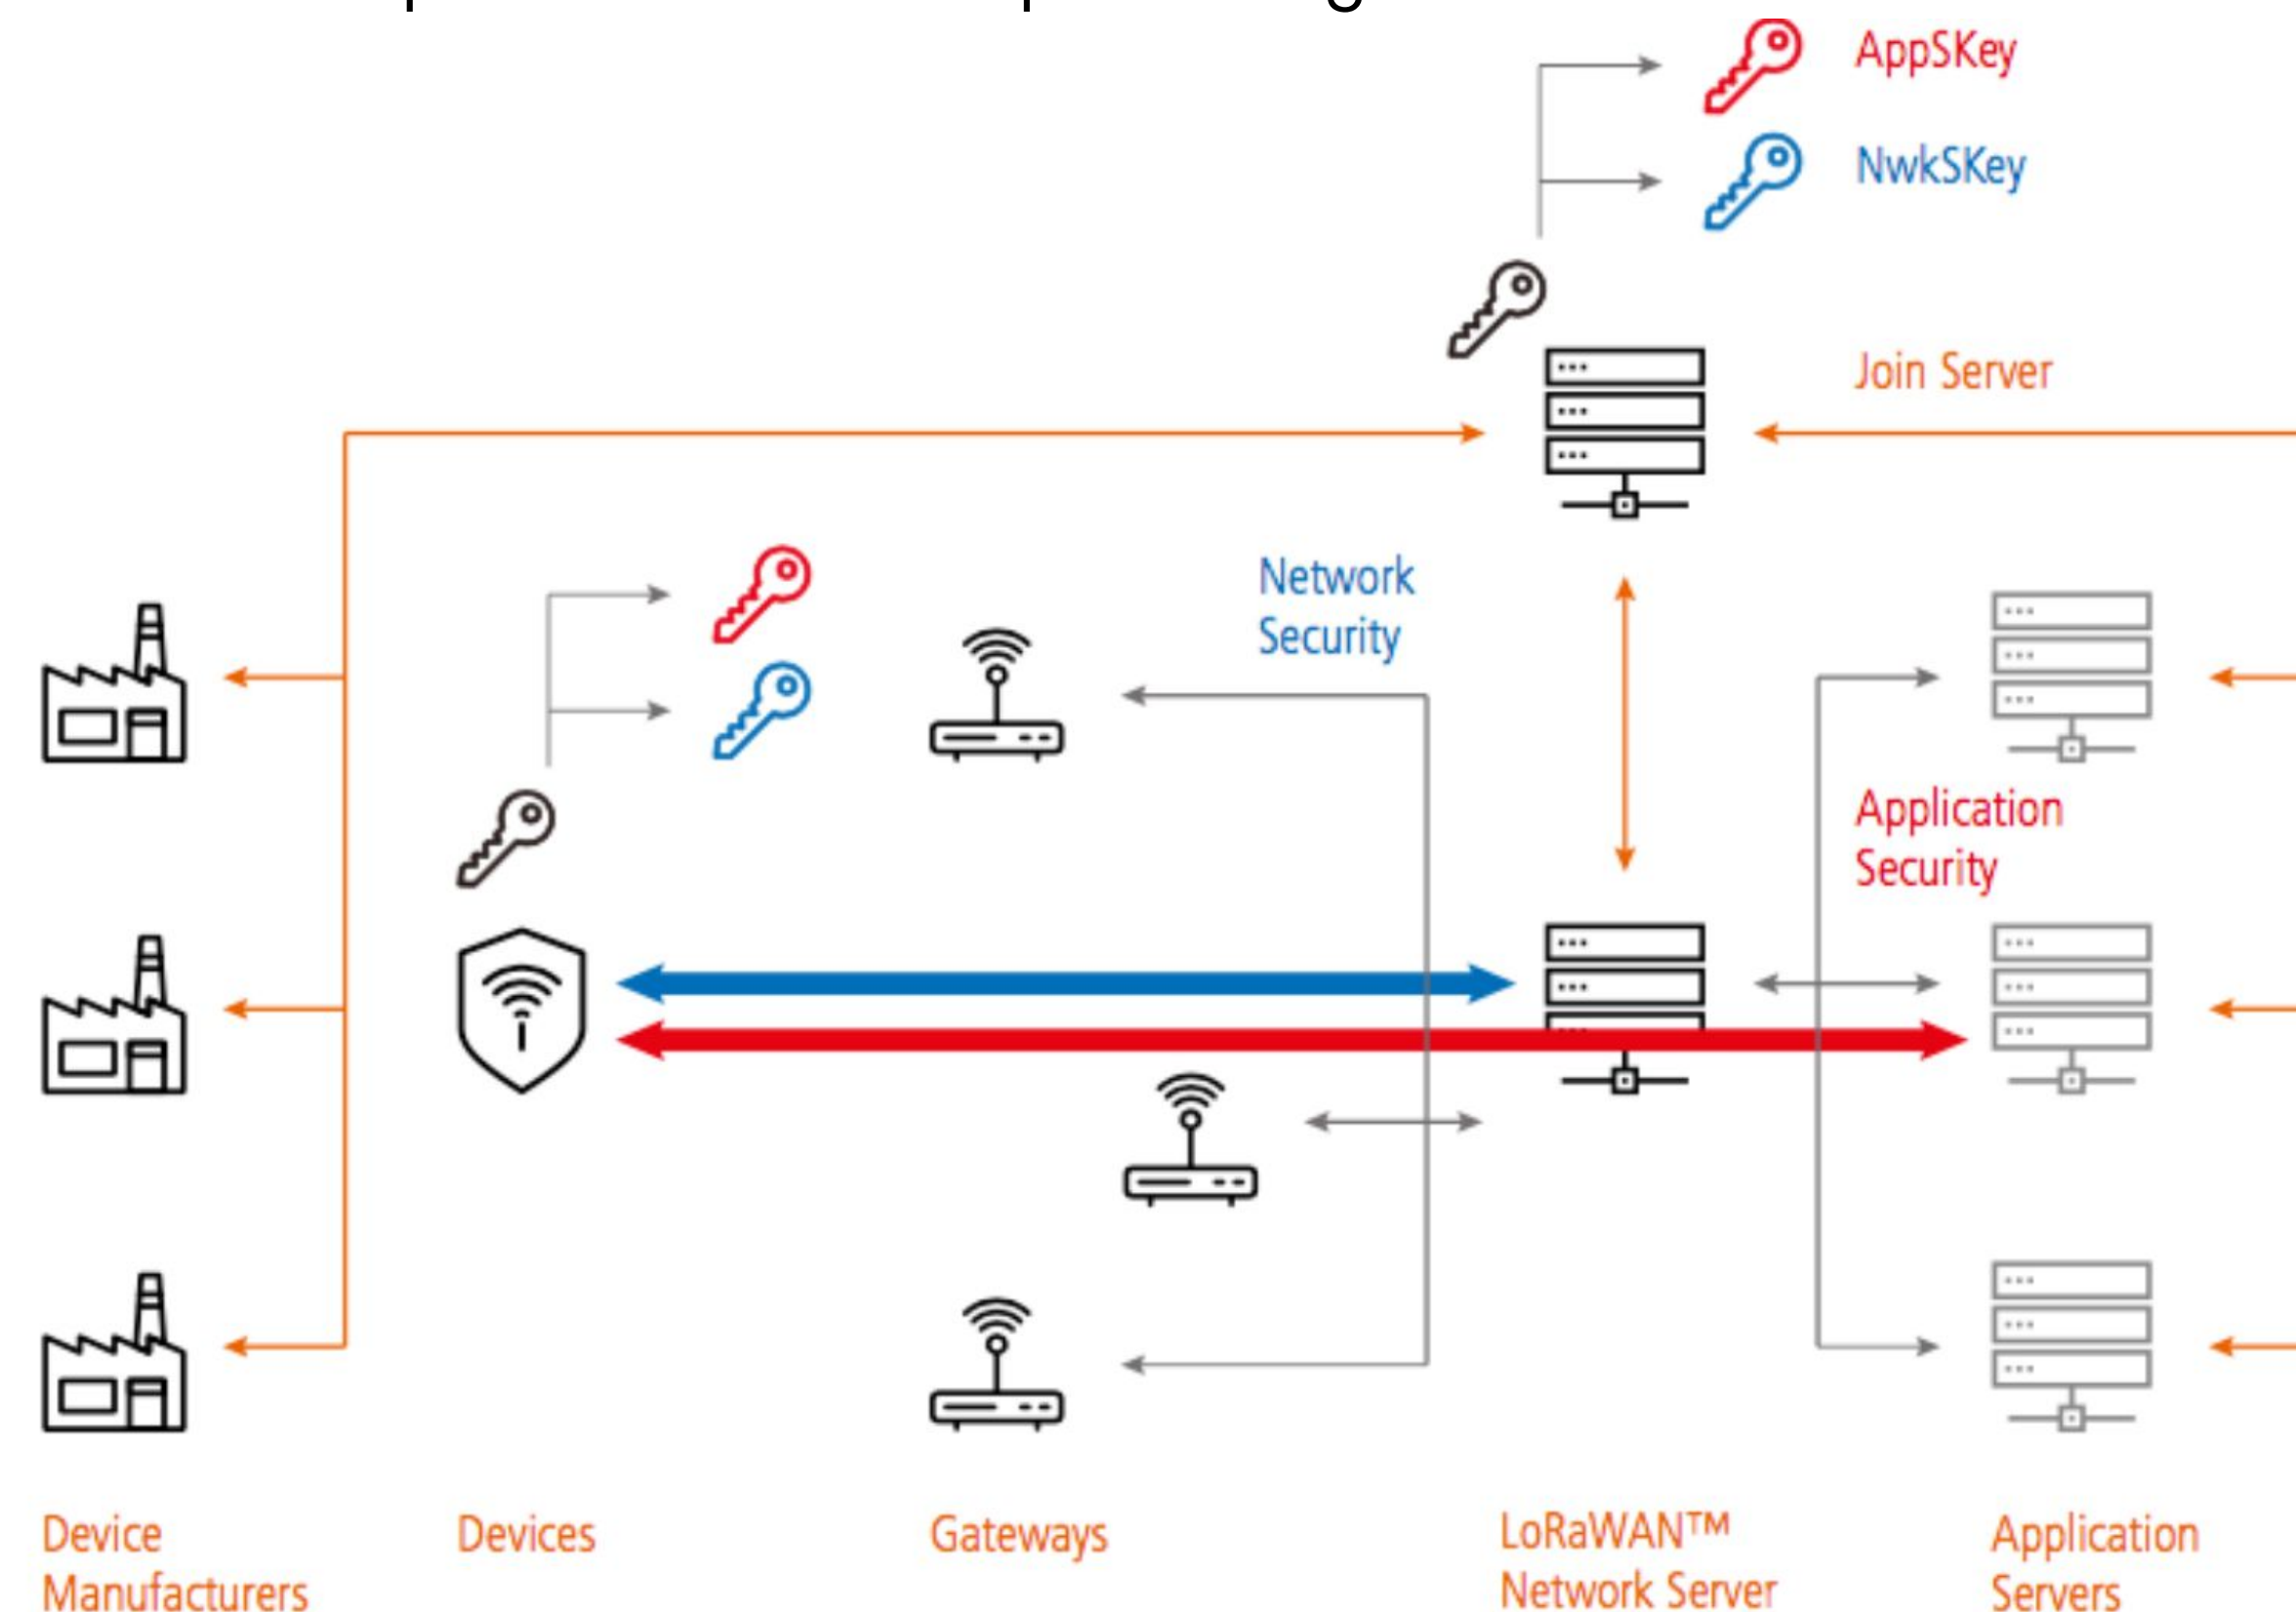 AppSKey
NwkSKey
Join Server
Network
Security
Application
Security
Device
Manufacturers
Devices
Gateways
LoRaWAN™
Network Server
Application
Servers